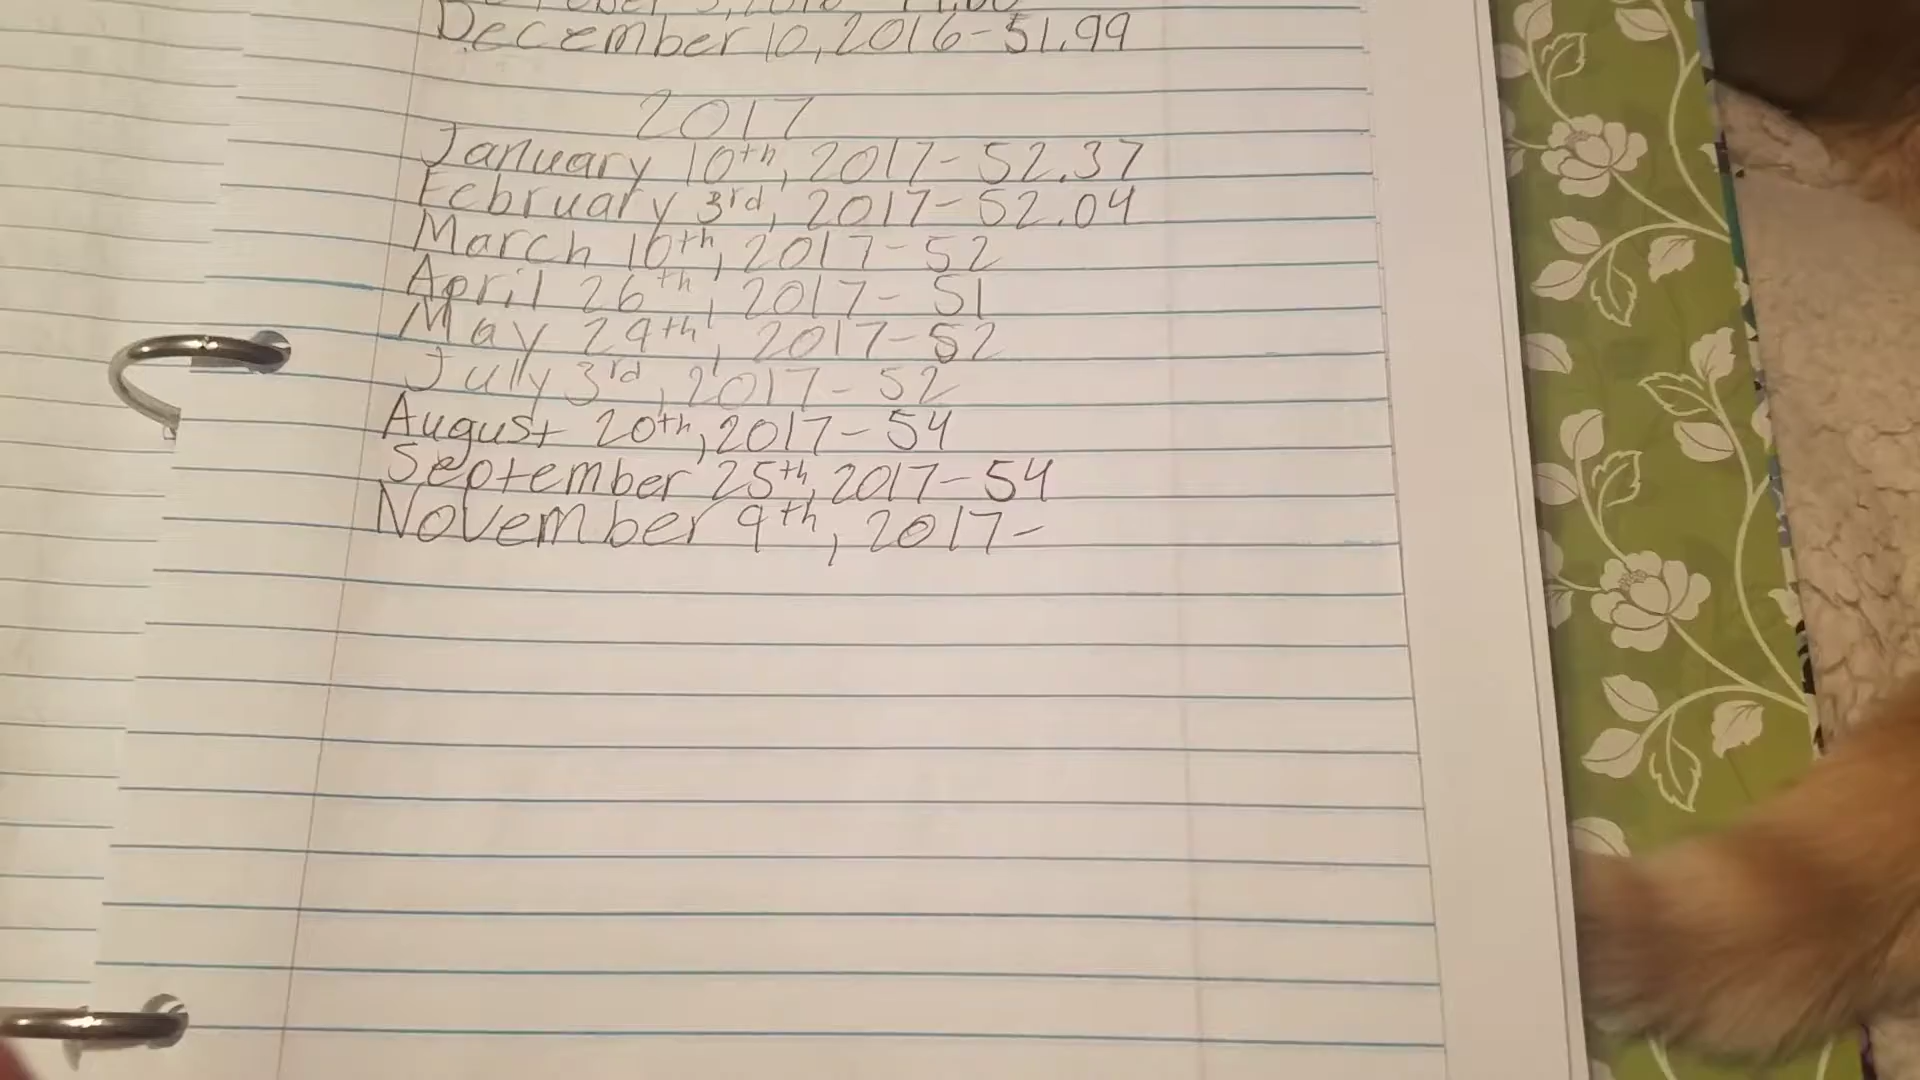 December 10, 2016-51.99
2017
January 10th, 2017-52.37
February 3rd, 2017-52.04
March 10th, 2017-52
April 26th, 2017-51
May 29th, 2017-52
July 3rd, 2017-52
August 20th, 2017-54
September 25th, 2017-54
November 9th, 2017-